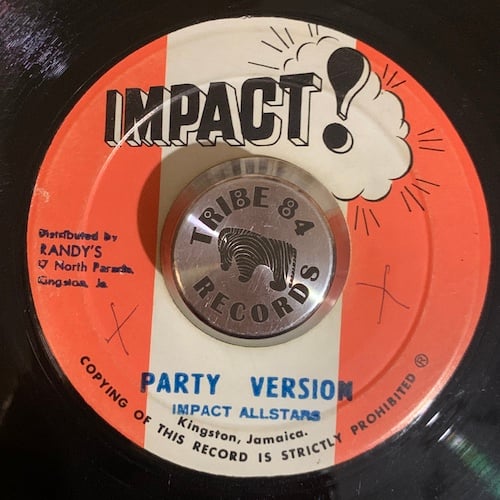 IMPACT!
TRIBE 84
RECORDS
Distributed by
RANDY'S
17 North Parade,
Kingston, Ja
X
X
PARTY VERSION
IMPACT ALLSTARS
Kingston, Jamaica.
COPYING OF THIS RECORD IS STRICTLY PROHIBITED ®